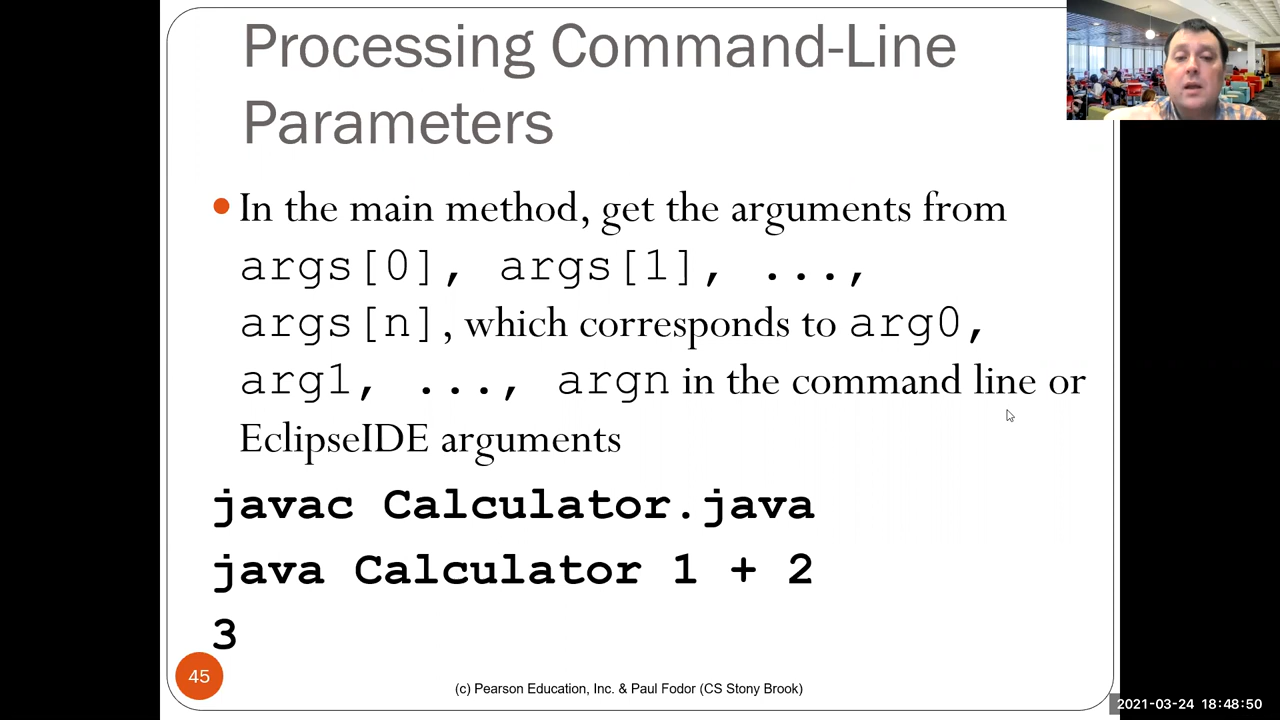 Processing Command-Line
Parameters
In the main method, get the arguments from
args[0], args[1], ...,
args[n], which corresponds to arg0,
arg1, ..., argn in the command line or
EclipseIDE arguments
javac Calculator.java
java Calculator 1 + 2
3
45
(c) Pearson Education, Inc. & Paul Fodor (CS Stony Brook)
2021-03-24 18:48:50